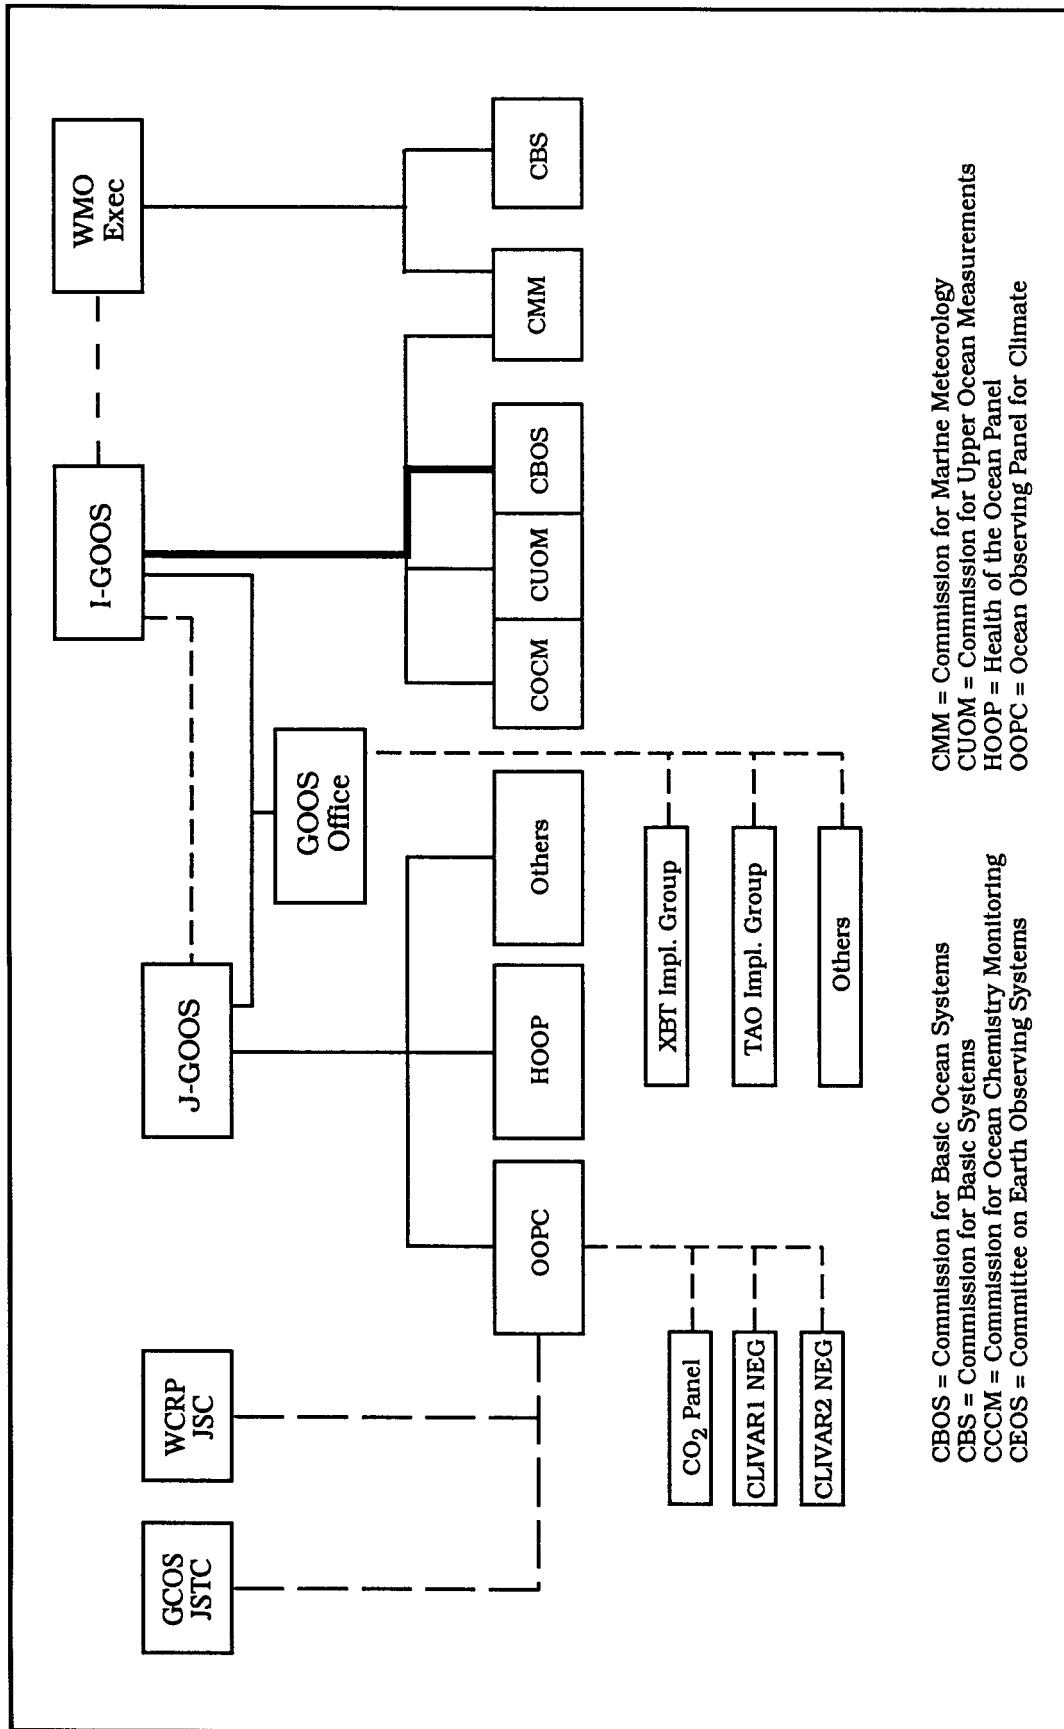 WMO
Exec
I-GOOS
J-GOOS
WCRP
JSC
GCOS
JSTC
GOOS
Office
OOPC
HOOP
Others
COCM
CUOM
CBOS
CMM
CBS
CO₂ Panel
CLIVAR1 NEG
CLIVAR2 NEG
XBT Impl. Group
TAO Impl. Group
Others
CBOS = Commission for Basic Ocean Systems
CBS = Commission for Basic Systems
CCCM = Commission for Ocean Chemistry Monitoring
CEOS = Committee on Earth Observing Systems
CMM = Commission for Marine Meteorology
CUOM = Commission for Upper Ocean Measurements
HOOP = Health of the Ocean Panel
OOPC = Ocean Observing Panel for Climate